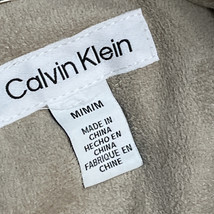 Calvin Klein
M/M/M
MADE IN
CHINA
HECHO EN
CHINA
FABRIQUÉ EN
CHINE